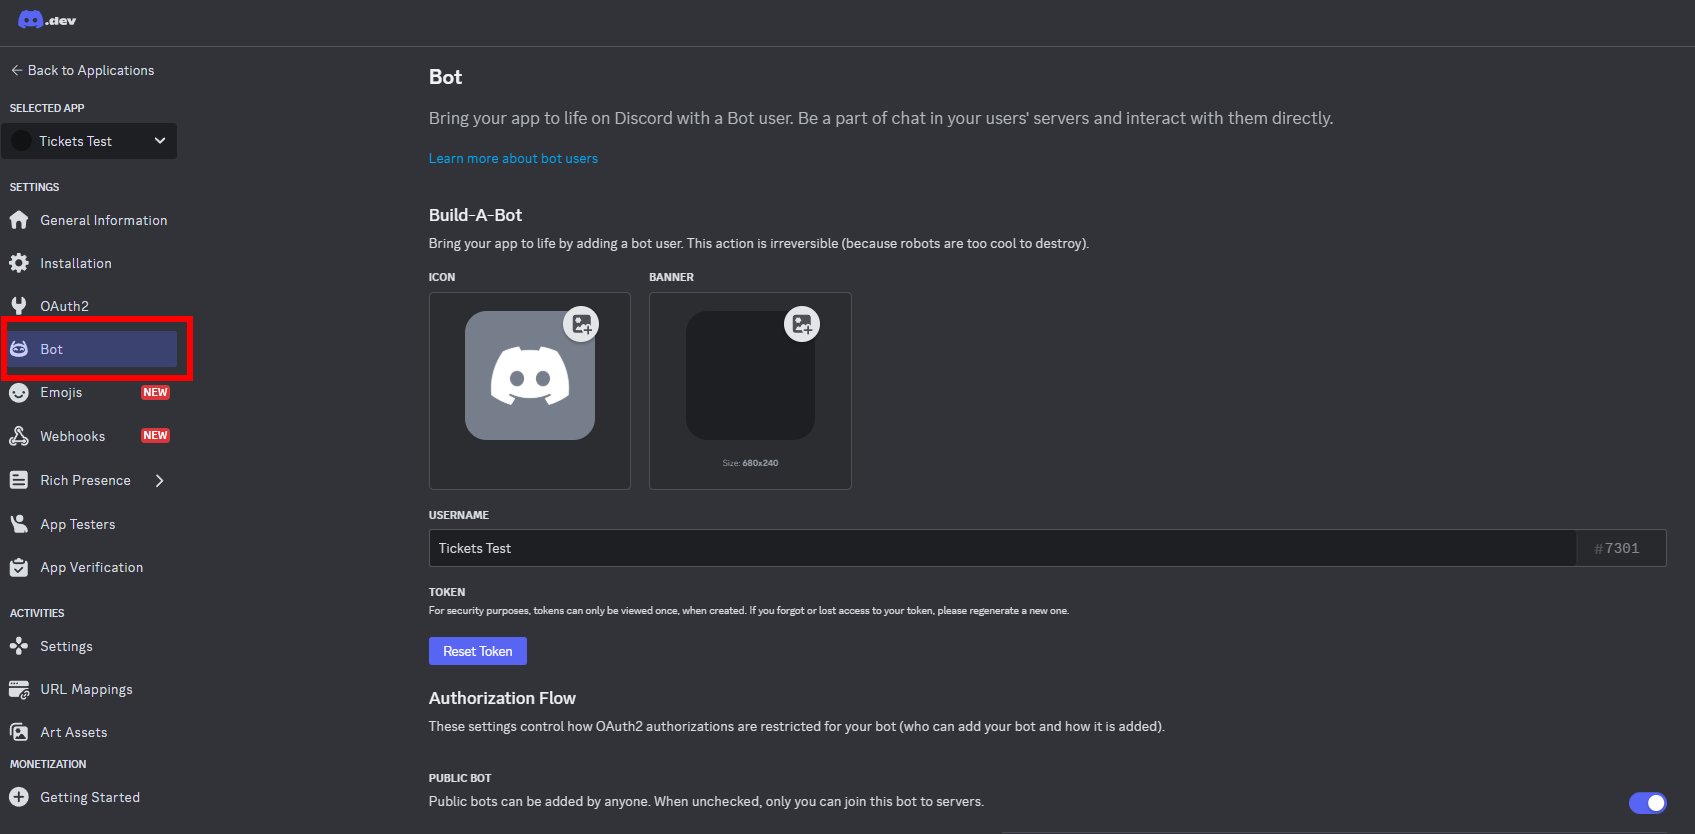 .dev
Back to Applications
SELECTED APP
Tickets Test
SETTINGS
General Information
Installation
OAuth2
Bot
Emojis NEW
Webhooks NEW
Rich Presence
App Testers
App Verification
ACTIVITIES
Settings
URL Mappings
Art Assets
MONETIZATION
Getting Started
Bot
Bring your app to life on Discord with a Bot user. Be a part of chat in your users' servers and interact with them directly.
Learn more about bot users
Build-A-Bot
Bring your app to life by adding a bot user. This action is irreversible (because robots are too cool to destroy).
ICON
BANNER
Size: 680x240
USERNAME
Tickets Test #7301
TOKEN
For security purposes, tokens can only be viewed once, when created. If you forgot or lost access to your token, please regenerate a new one.
Reset Token
Authorization Flow
These settings control how OAuth2 authorizations are restricted for your bot (who can add your bot and how it is added).
PUBLIC BOT
Public bots can be added by anyone. When unchecked, only you can join this bot to servers.